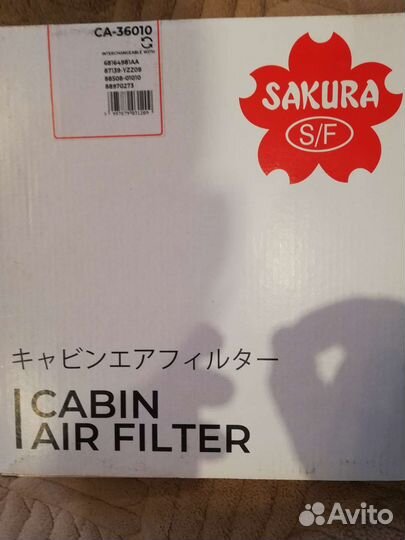 CA-36010
INTERCHANGEABLE WITH
68164981AA
87139-YZZ09
88508-01010
88970273
SAKURA
S/F
キャビンエアフィルター
CABIN
AIR FILTER
Avito